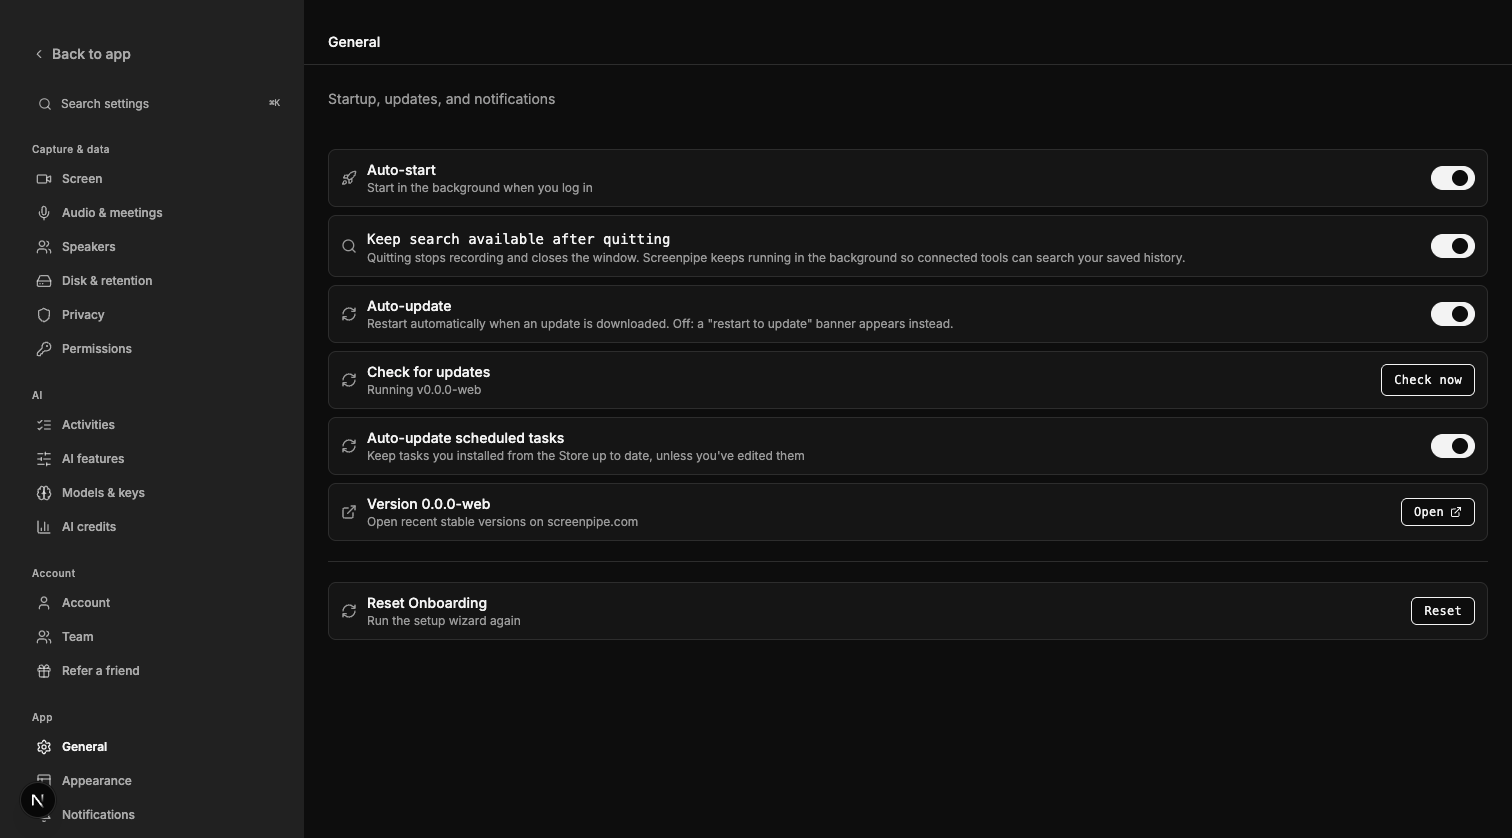 Back to app
Search settings
⌘K
Capture & data
Screen
Audio & meetings
Speakers
Disk & retention
Privacy
Permissions
AI
Activities
AI features
Models & keys
AI credits
Account
Account
Team
Refer a friend
App
General
Appearance
Notifications
N
General
Startup, updates, and notifications
Auto-start
Start in the background when you log in
Keep search available after quitting
Quitting stops recording and closes the window. Screenpipe keeps running in the background so connected tools can search your saved history.
Auto-update
Restart automatically when an update is downloaded. Off: a "restart to update" banner appears instead.
Check for updates
Running v0.0.0-web
Check now
Auto-update scheduled tasks
Keep tasks you installed from the Store up to date, unless you've edited them
Version 0.0.0-web
Open recent stable versions on screenpipe.com
Open
Reset Onboarding
Run the setup wizard again
Reset